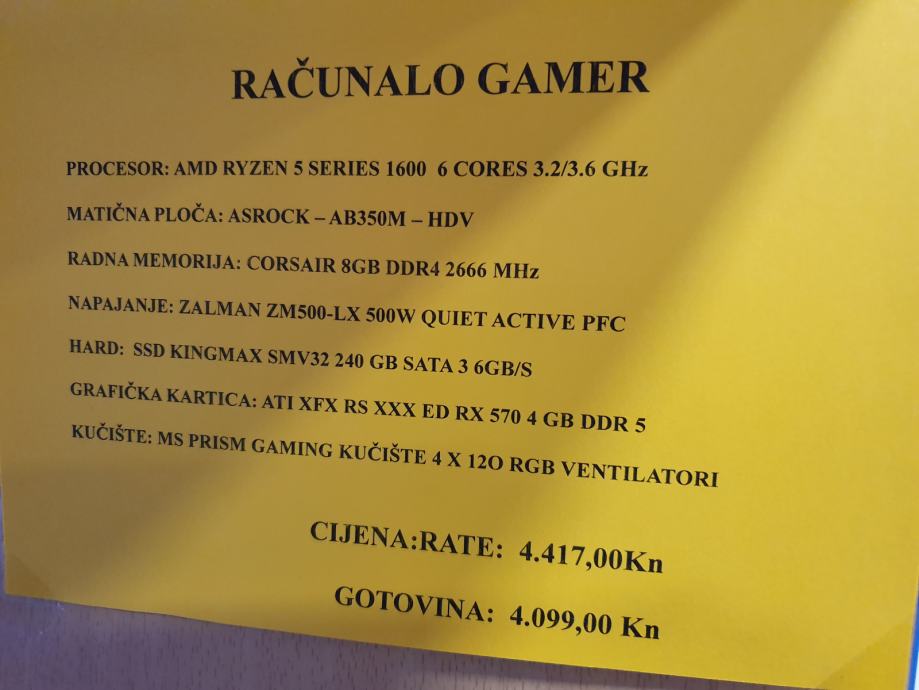 RAČUNALO GAMER
PROCESOR: AMD RYZEN 5 SERIES 1600 6 CORES 3.2/3.6 GHz
MATIČNA PLOČA: ASROCK – AB350M – HDV
RADNA MEMORIJA: CORSAIR 8GB DDR4 2666 MHz
NAPAJANJE: ZALMAN ZM500-LX 500W QUIET ACTIVE PFC
HARD: SSD KINGMAX SMV32 240 GB SATA 3 6GB/S
GRAFIČKA KARTICA: ATI XFX RS XXX ED RX 570 4 GB DDR 5
KUČIŠTE: MS PRISM GAMING KUČIŠTE 4 X 12O RGB VENTILATORI
CIJENA:RATE: 4.417,00Kn
GOTOVINA: 4.099,00 Kn